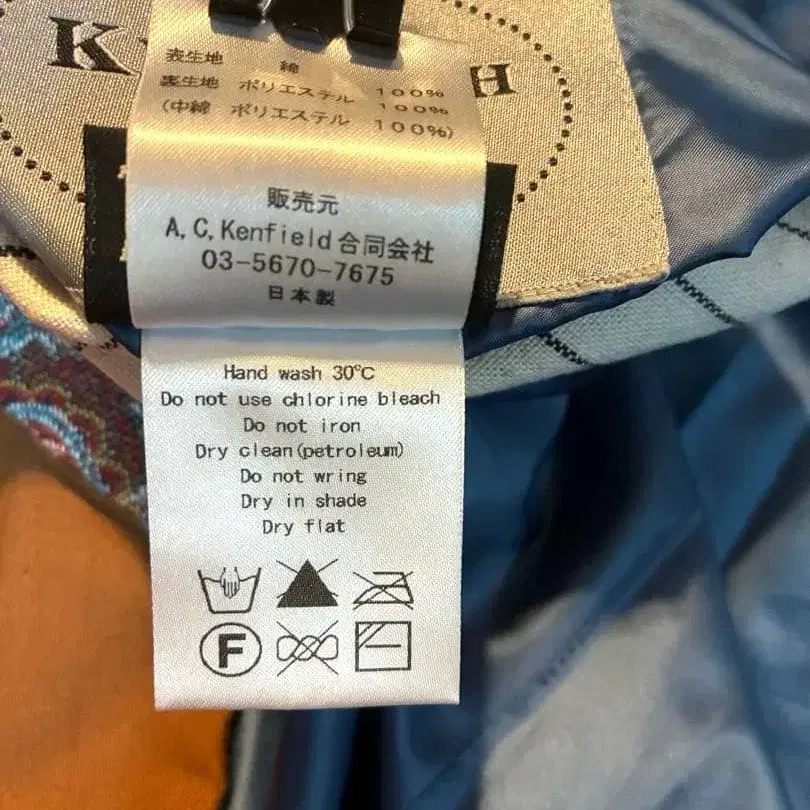 表生地 綿 100%
裏生地 ポリエステル 100%
(中綿 ポリエステル 100%)
販売元
A,C,Kenfield合同会社
03-5670-7675
日本製
Hand wash 30℃
Do not use chlorine bleach
Do not iron
Dry clean(petroleum)
Do not wring
Dry in shade
Dry flat
F